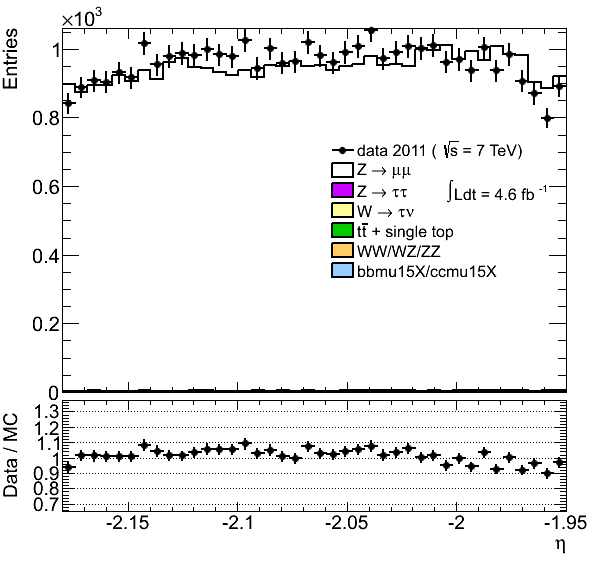 ×10³
Entries
1
0.8
0.6
0.4
0.2
0
data 2011 ( √s = 7 TeV)
Z → μμ
Z → ττ
∫Ldt = 4.6 fb⁻¹
W → τν
tt̅ + single top
WW/WZ/ZZ
bbmu15X/ccmu15X
Data / MC
1.3
1.2
1.1
1
0.9
0.8
0.7
-2.15 -2.1 -2.05 -2 -1.95
η